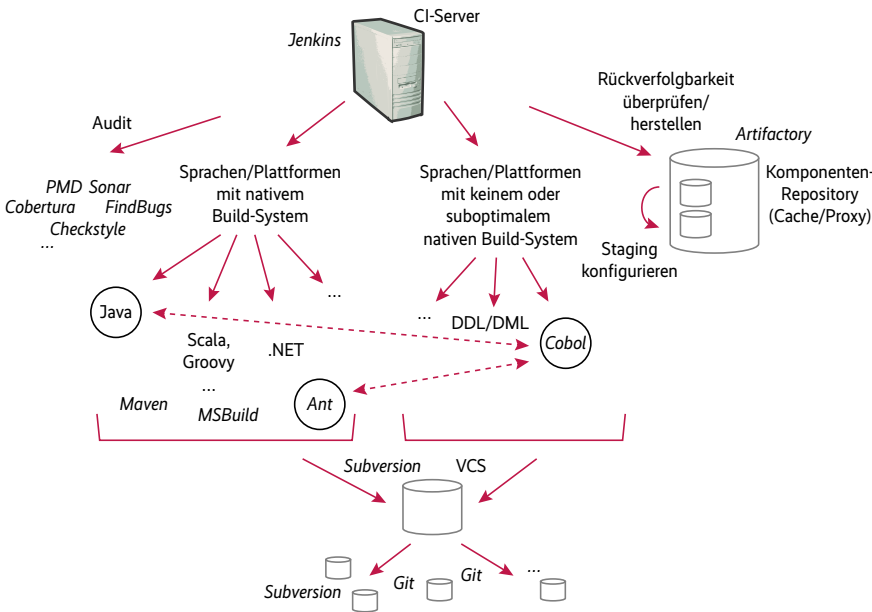 CI-Server
Jenkins
Audit
PMD Sonar
Cobertura FindBugs
Checkstyle
...
Sprachen/Plattformen
mit nativem
Build-System
Sprachen/Plattformen
mit keinem oder
suboptimalem
nativen Build-System
Rückverfolgbarkeit
überprüfen/
herstellen
Artifactory
Komponenten-
Repository
(Cache/Proxy)
Staging
konfigurieren
Java
Scala,
Groovy
...
.NET
...
...
DDL/DML
Cobol
Maven
MSBuild
Ant
Subversion VCS
Subversion
Git
Git
...